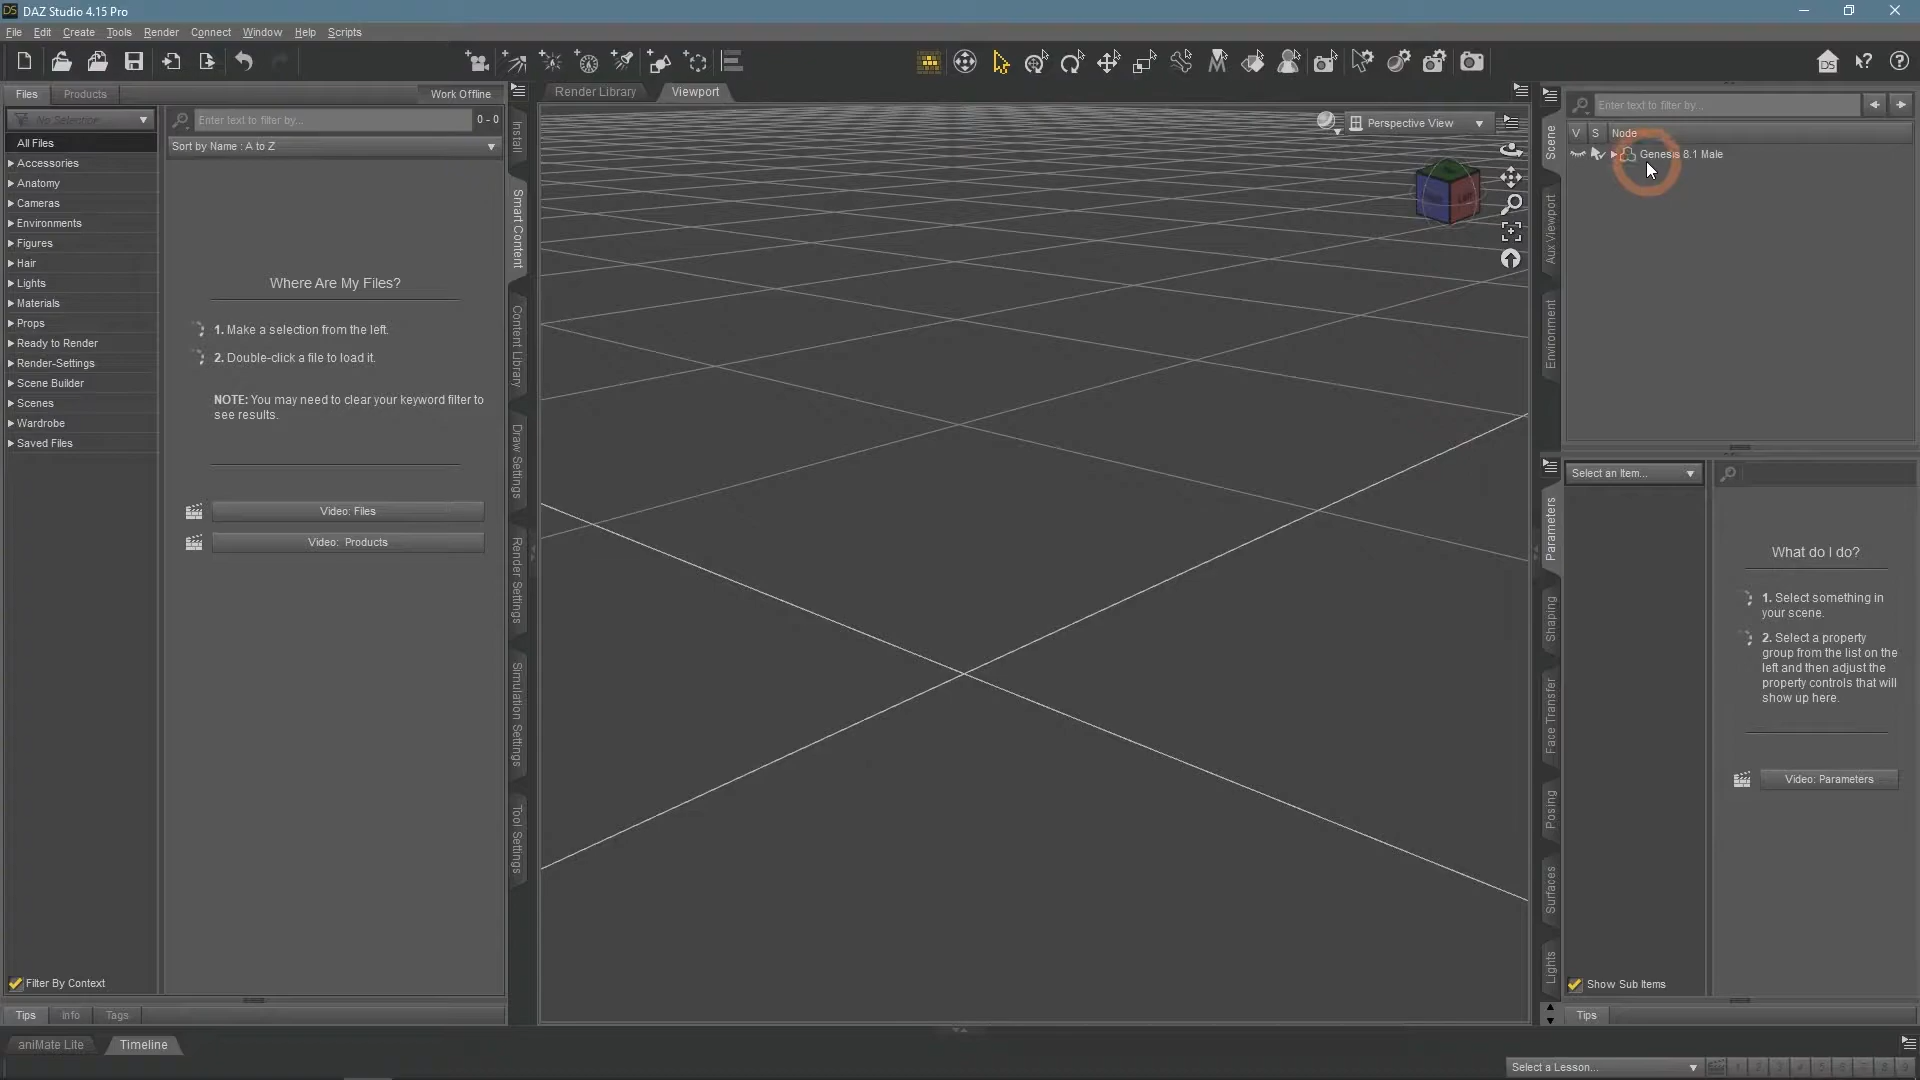 DAZ Studio 4.15 Pro
File Edit Create Tools Render Connect Window Help Scripts
Files Products Work Offline
Render Library Viewport
No Selection
Enter text to filter by... 0 - 0
Sort by Name : A to Z
All Files
Accessories
Anatomy
Cameras
Environments
Figures
Hair
Lights
Materials
Props
Ready to Render
Render-Settings
Scene Builder
Scenes
Wardrobe
Saved Files
Filter By Context
Where Are My Files?
1. Make a selection from the left.
2. Double-click a file to load it.
NOTE: You may need to clear your keyword filter to
see results.
Video: Files
Video: Products
Tips Info Tags
Install
Smart Content
Content Library
Draw Settings
Render Settings
Simulation Settings
Tool Settings
Perspective View
Scene
Aux Viewport
Environment
Enter text to filter by...
V S Node
Genesis 8.1 Male
Parameters
Shaping
Face Transfer
Posing
Surfaces
Lights
Select an Item...
What do I do?
1. Select something in
your scene.
2. Select a property
group from the list on the
left and then adjust the
property controls that will
show up here.
Video: Parameters
Show Sub Items
Tips
aniMate Lite Timeline
Select a Lesson...